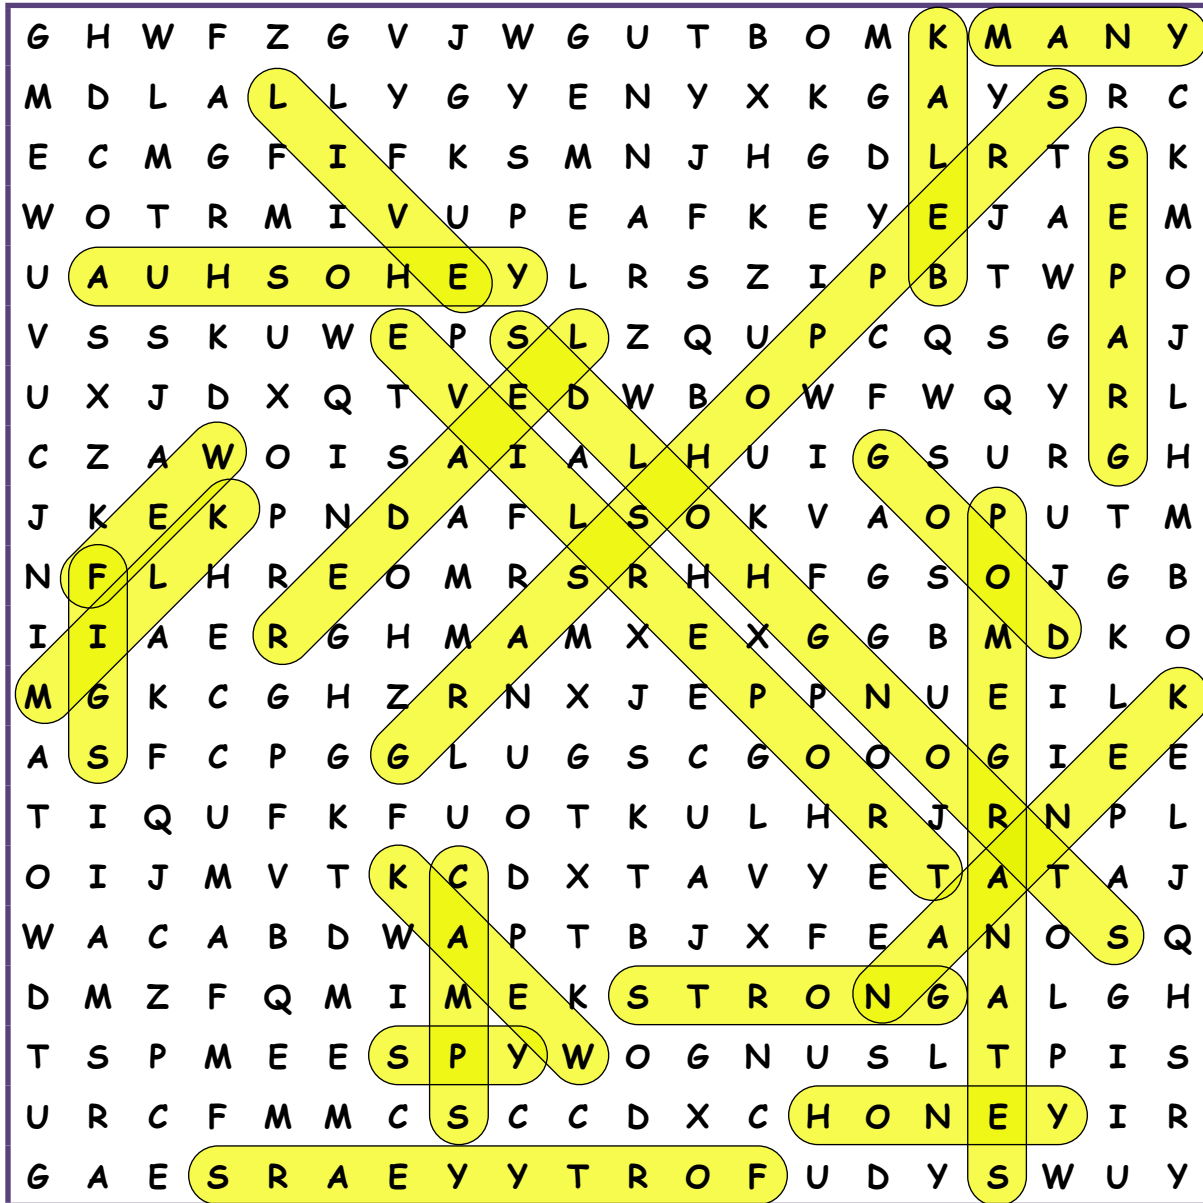 G H W F Z G V J W G U T B O M K M A N Y
M D L A L L Y G Y E N Y X K G A Y S R C
E C M G F I F K S M N J H G D L R T S K
W O T R M I V U P E A F K E Y E J A E M
U A U H S O H E Y L R S Z I P B T W P O
V S S K U W E P S L Z Q U P C Q S G A J
U X J D X Q T V E D W B O W F W Q Y R L
C Z A W O I S A I A L H U I G S U R G H
J K E K P N D A F L S O K V A O P U T M
N F L H R E O M R S R H H F G S O J G B
I I A E R G H M A M X E X G G B M D K O
M G K C G H Z R N X J E P P N U E I L K
A S F C P G G L U G S C G O O O G I E E
T I Q U F K F U O T K U L H R J R N P L
O I J M V T K C D X T A V Y E T A T A J
W A C A B D W A P T B J X F E A N O S Q
D M Z F Q M I M E K S T R O N G A L G H
T S P M E E S P Y W O G N U S L T P I S
U R C F M M C S C C D X C H O N E Y I R
G A E S R A E Y Y T R O F U D Y S W U Y